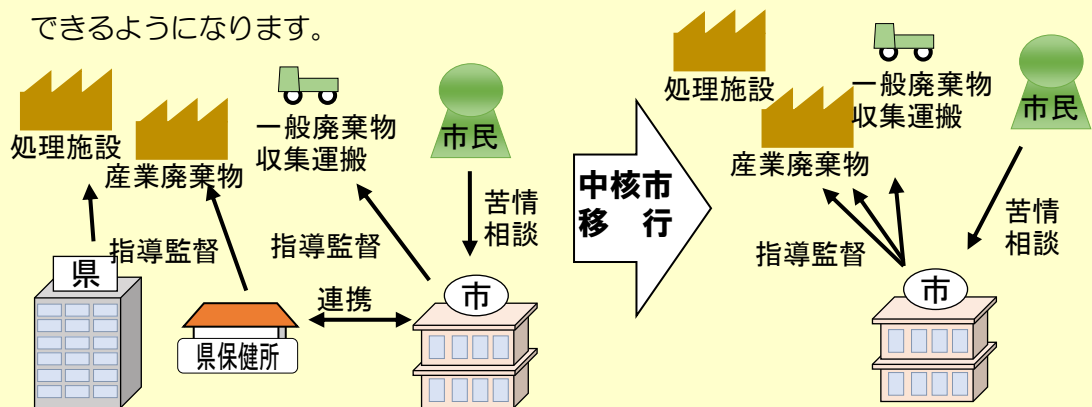 できるようになります。
処理施設
産業廃棄物
一般廃棄物
収集運搬
市民
苦情
相談
指導監督
指導監督
県
県保健所
連携
市
中核市
移　行
処理施設
産業廃棄物
一般廃棄物
収集運搬
市民
苦情
相談
指導監督
市